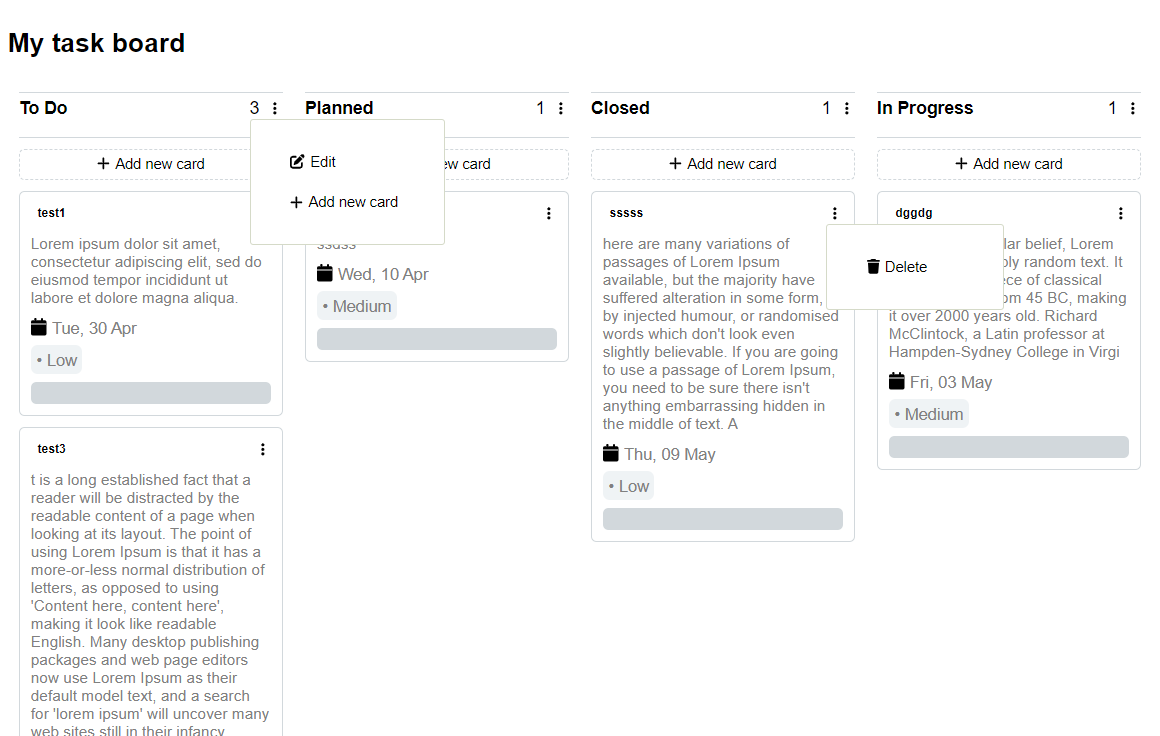 My task board
To Do 3
Add new card
test1
Lorem ipsum dolor sit amet,
consectetur adipiscing elit, sed do
eiusmod tempor incididunt ut
labore et dolore magna aliqua.
Tue, 30 Apr
• Low
test3
t is a long established fact that a
reader will be distracted by the
readable content of a page when
looking at its layout. The point of
using Lorem Ipsum is that it has a
more-or-less normal distribution of
letters, as opposed to using
'Content here, content here',
making it look like readable
English. Many desktop publishing
packages and web page editors
now use Lorem Ipsum as their
default model text, and a search
for 'lorem ipsum' will uncover many
web sites still in their infancy
Edit
Add new card
Planned 1
card
Wed, 10 Apr
• Medium
Closed 1
Add new card
sssss
here are many variations of
passages of Lorem Ipsum
available, but the majority have
suffered alteration in some form,
by injected humour, or randomised
words which don't look even
slightly believable. If you are going
to use a passage of Lorem Ipsum,
you need to be sure there isn't
anything embarrassing hidden in
the middle of text. A
Thu, 09 May
• Low
Delete
In Progress 1
Add new card
dggdg
belief, Lorem
random text. It
of classical
45 BC, making
it over 2000 years old. Richard
McClintock, a Latin professor at
Hampden-Sydney College in Virgi
Fri, 03 May
• Medium